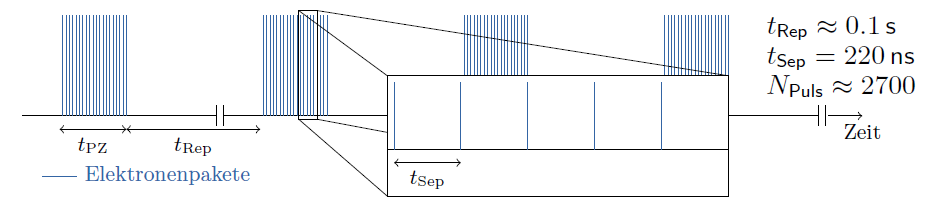 t_Rep ≈ 0.1 s
t_Sep = 220 ns
N_Puls ≈ 2700
Zeit
t_PZ
t_Rep
Elektronenpakete
t_Sep